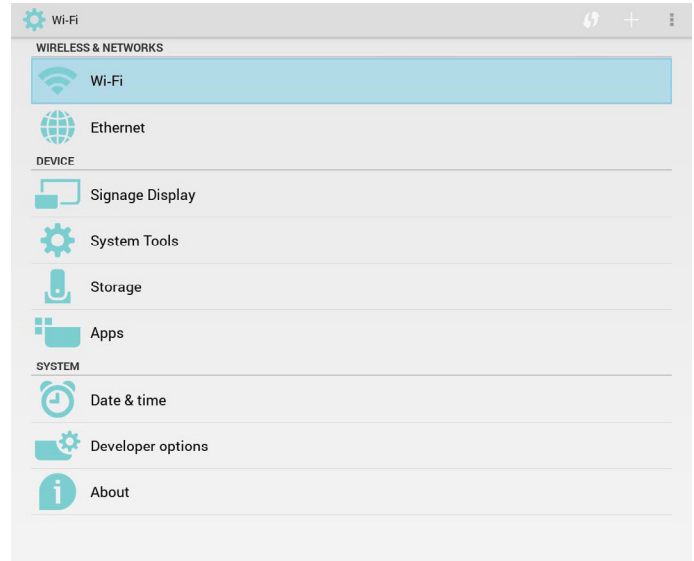 Wi-Fi
WIRELESS & NETWORKS
Wi-Fi
Ethernet
DEVICE
Signage Display
System Tools
Storage
Apps
SYSTEM
Date & time
Developer options
About